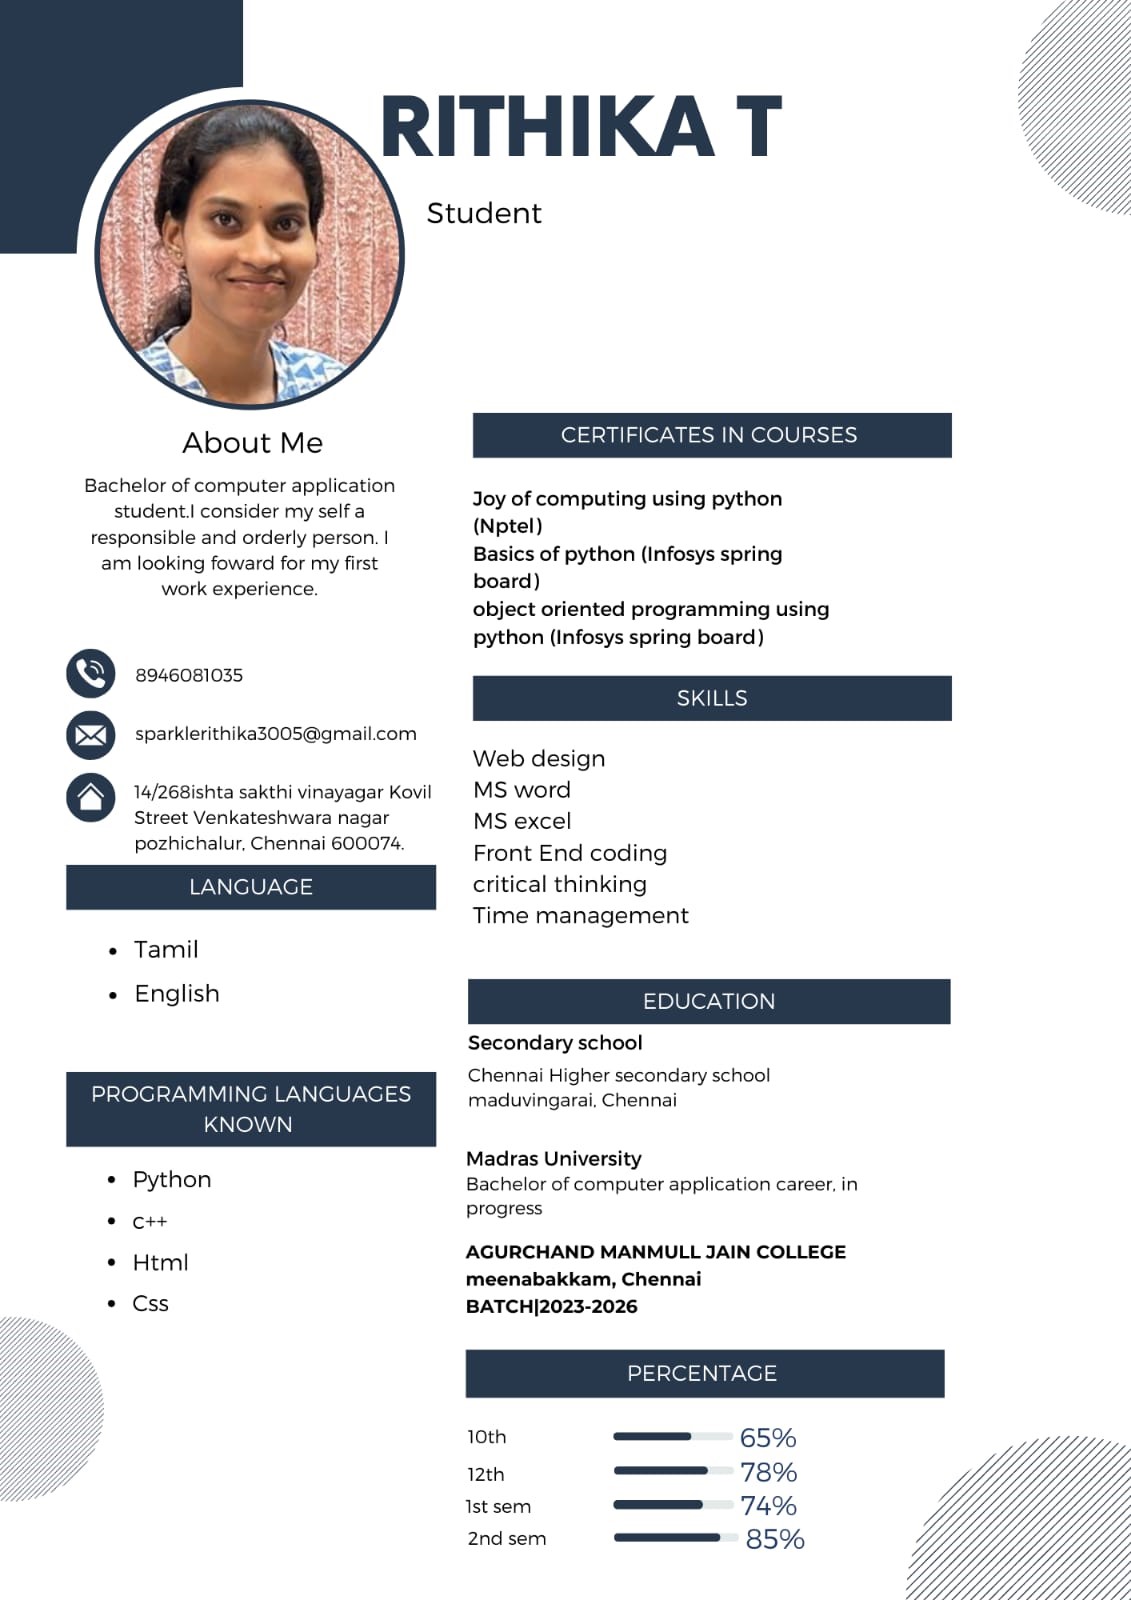 RITHIKA T
Student
About Me
Bachelor of computer application
student.I consider my self a
responsible and orderly person. I
am looking foward for my first
work experience.
8946081035
sparklerithika3005@gmail.com
14/268ishta sakthi vinayagar Kovil
Street Venkateshwara nagar
pozhichalur, Chennai 600074.
LANGUAGE
• Tamil
• English
PROGRAMMING LANGUAGES
KNOWN
• Python
• c++
• Html
• Css
CERTIFICATES IN COURSES
Joy of computing using python
(Nptel)
Basics of python (Infosys spring
board)
object oriented programming using
python (Infosys spring board)
SKILLS
Web design
MS word
MS excel
Front End coding
critical thinking
Time management
EDUCATION
Secondary school
Chennai Higher secondary school
maduvingarai, Chennai
Madras University
Bachelor of computer application career, in
progress
AGURCHAND MANMULL JAIN COLLEGE
meenabakkam, Chennai
BATCH|2023-2026
PERCENTAGE
10th 65%
12th 78%
1st sem 74%
2nd sem 85%